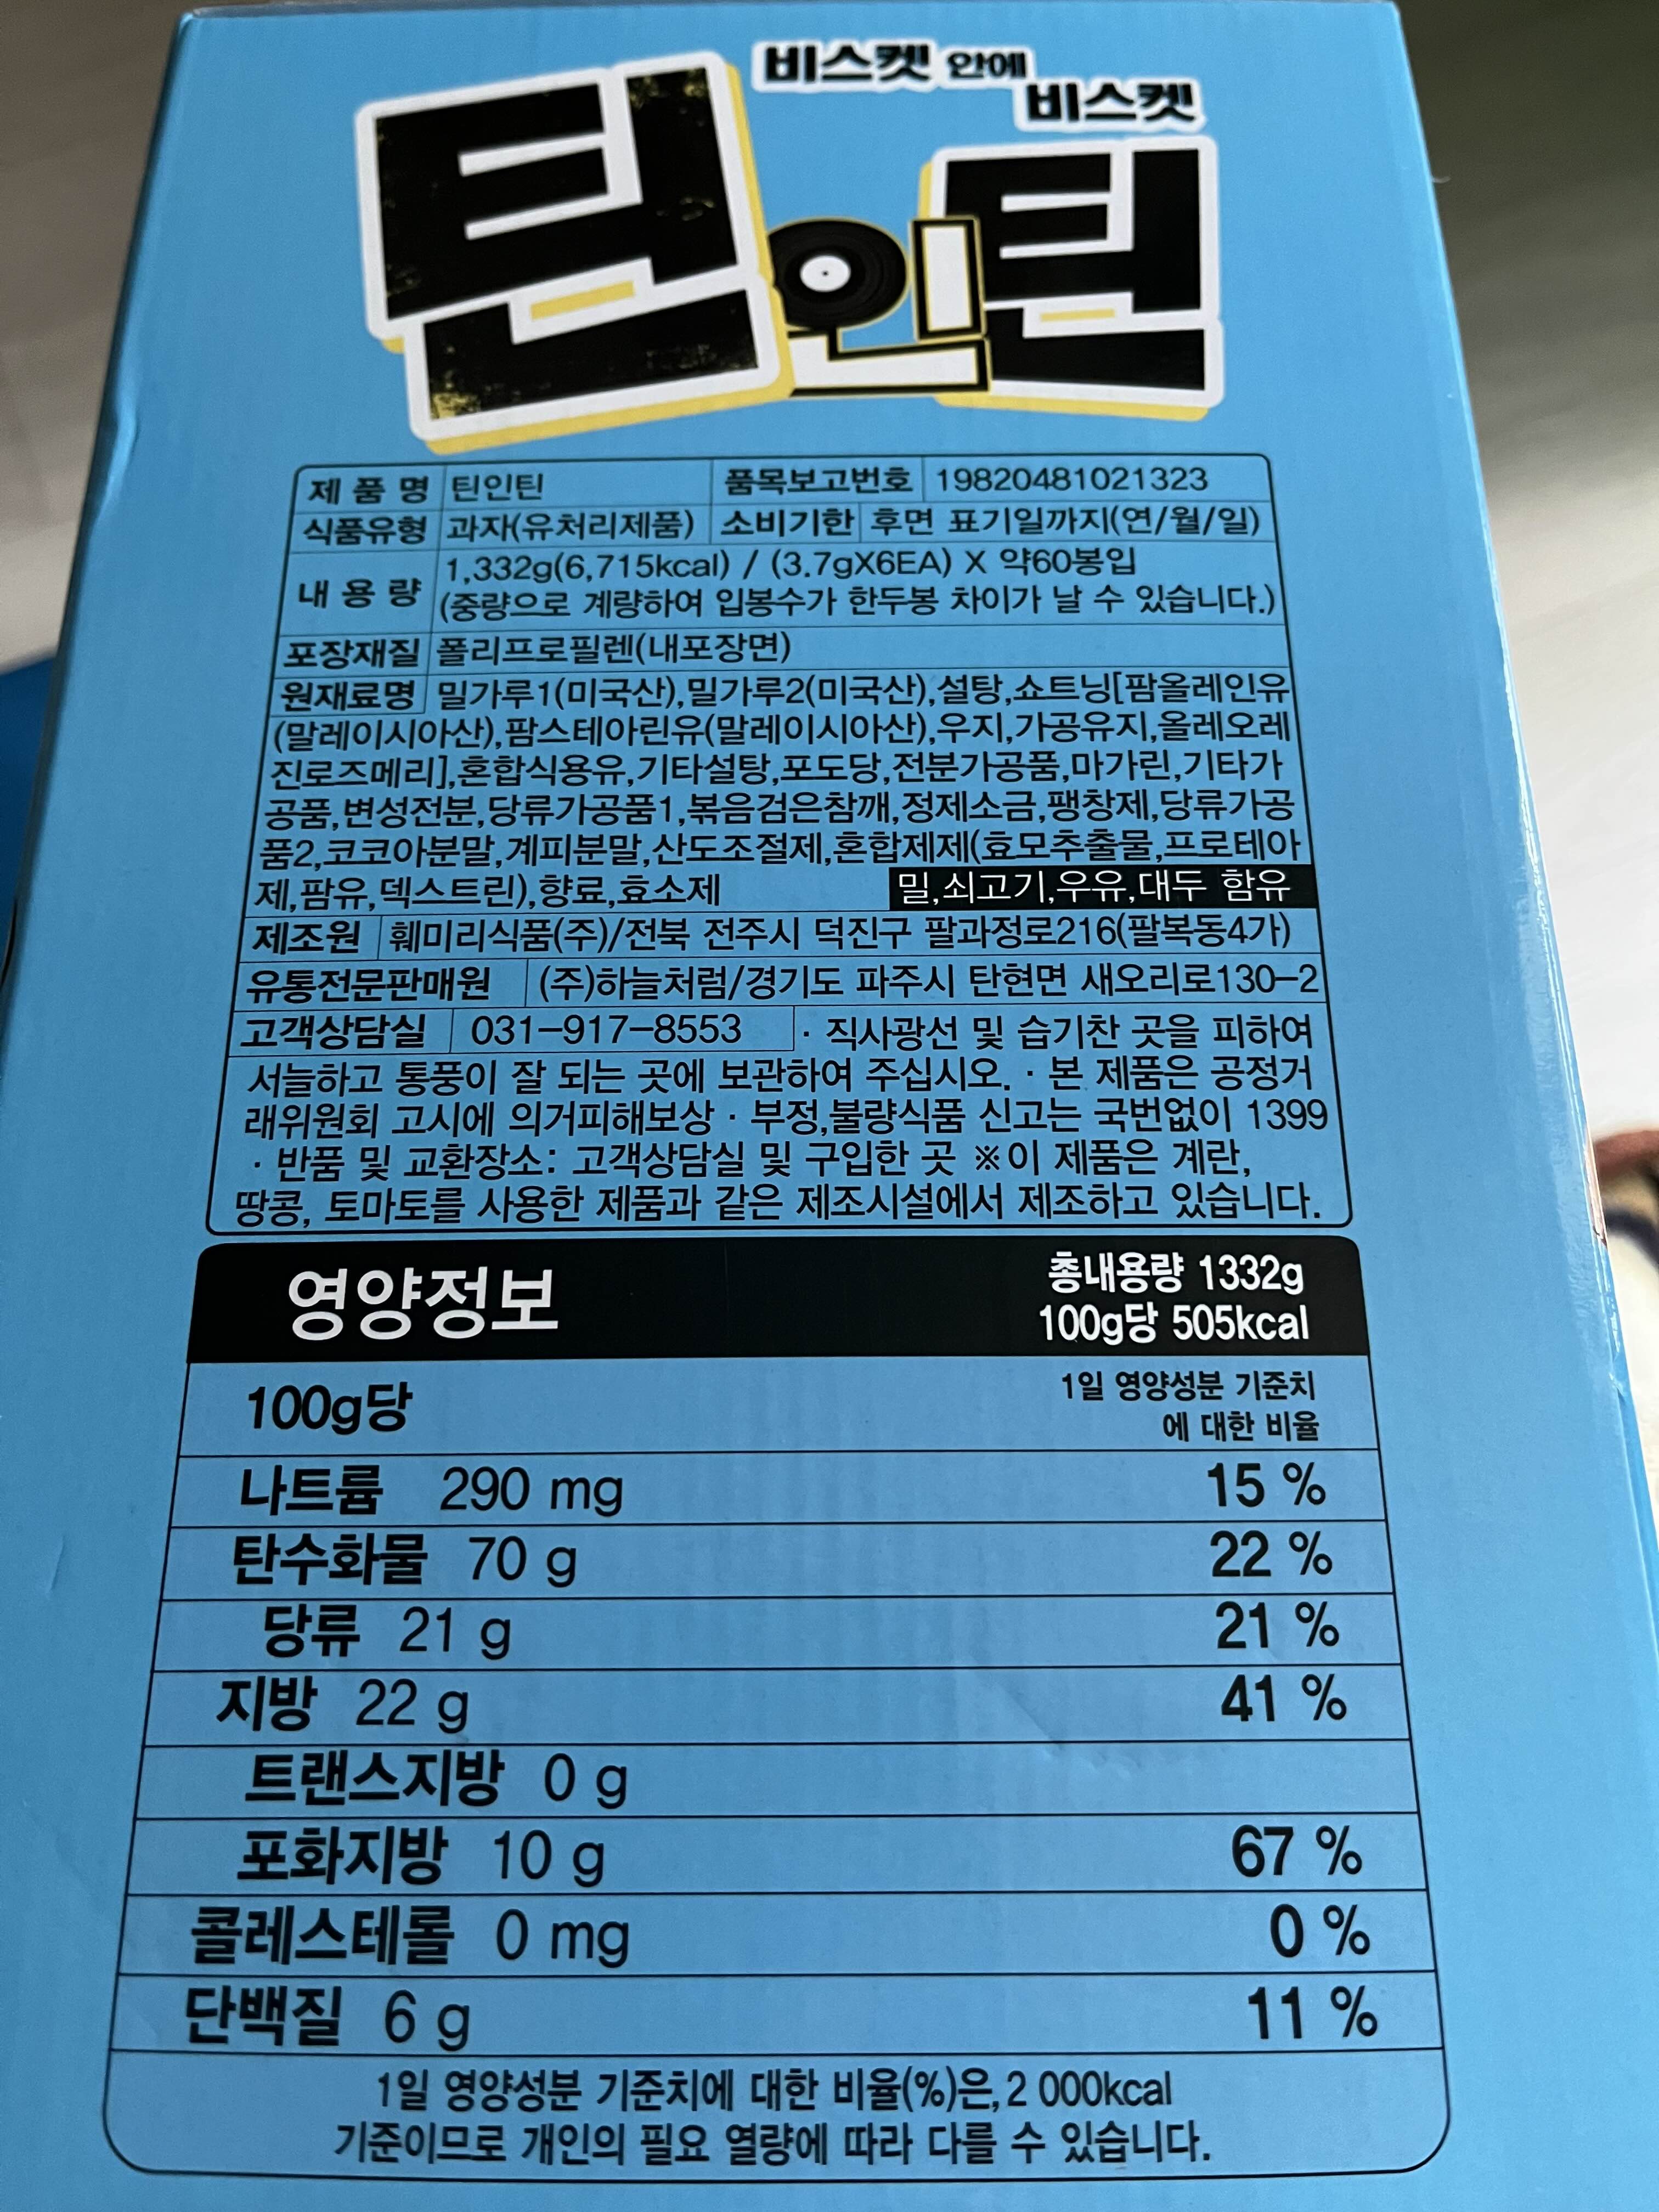 비스켓 안에
비스켓
틴인틴
제 품 명 틴인틴 품목보고번호 19820481021323
식품유형 과자(유처리제품) 소비기한 후면 표기일까지(연/월/일)
내 용 량 1,332g(6,715kcal) / (3.7gX6EA) X 약60봉입
(중량으로 계량하여 입봉수가 한두봉 차이가 날 수 있습니다.)
포장재질 폴리프로필렌(내포장면)
원재료명 밀가루1(미국산),밀가루2(미국산),설탕,쇼트닝[팜올레인유
(말레이시아산),팜스테아린유(말레이시아산),우지,가공유지,올레오레
진로즈메리],혼합식용유,기타설탕,포도당,전분가공품,마가린,기타가
공품,변성전분,당류가공품1,볶음검은참깨,정제소금,팽창제,당류가공
품2,코코아분말,계피분말,산도조절제,혼합제제(효모추출물,프로테아
제,팜유,덱스트린),향료,효소제 밀,쇠고기,우유,대두 함유
제조원 훼미리식품(주)/전북 전주시 덕진구 팔과정로216(팔복동4가)
유통전문판매원 (주)하늘처럼/경기도 파주시 탄현면 새오리로130-2
고객상담실 031-917-8553 · 직사광선 및 습기찬 곳을 피하여
서늘하고 통풍이 잘 되는 곳에 보관하여 주십시오. · 본 제품은 공정거
래위원회 고시에 의거피해보상 · 부정,불량식품 신고는 국번없이 1399
· 반품 및 교환장소: 고객상담실 및 구입한 곳 ※이 제품은 계란,
땅콩, 토마토를 사용한 제품과 같은 제조시설에서 제조하고 있습니다.
영양정보 총내용량 1332g
100g당 505kcal
100g당 1일 영양성분 기준치
에 대한 비율
나트륨 290 mg 15 %
탄수화물 70 g 22 %
당류 21 g 21 %
지방 22 g 41 %
트랜스지방 0 g
포화지방 10 g 67 %
콜레스테롤 0 mg 0 %
단백질 6 g 11 %
1일 영양성분 기준치에 대한 비율(%)은, 2 000kcal
기준이므로 개인의 필요 열량에 따라 다를 수 있습니다.